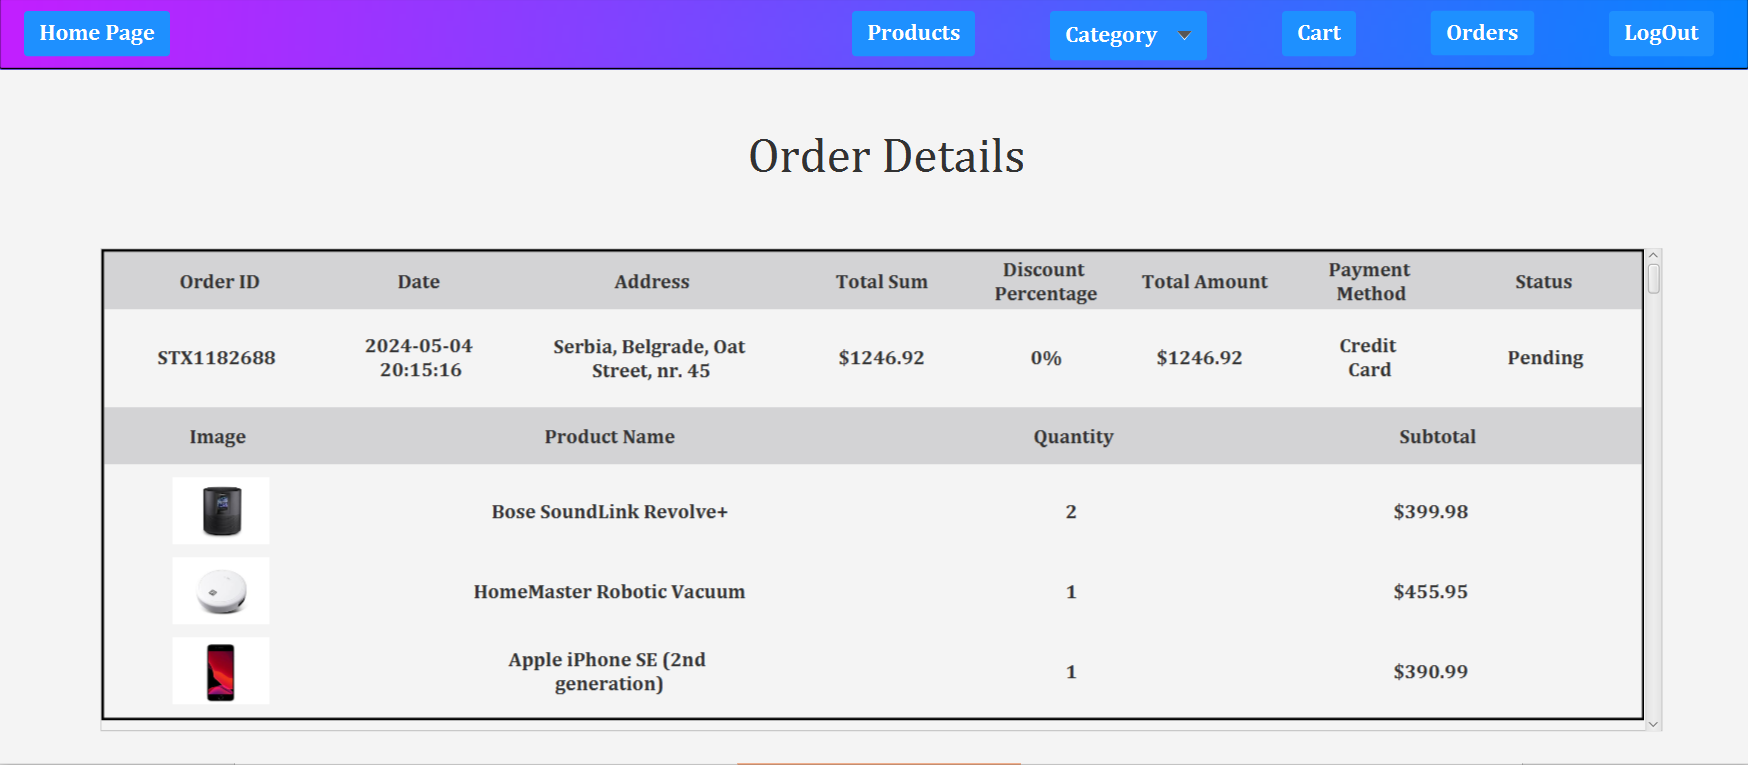 Home Page Products Category Cart Orders LogOut
Order Details
Order ID Date Address Total Sum Discount Percentage Total Amount Payment Method Status
STX1182688 2024-05-04 20:15:16 Serbia, Belgrade, Oat Street, nr. 45 $1246.92 0% $1246.92 Credit Card Pending
Image Product Name Quantity Subtotal
Bose SoundLink Revolve+ 2 $399.98
HomeMaster Robotic Vacuum 1 $455.95
Apple iPhone SE (2nd generation) 1 $390.99